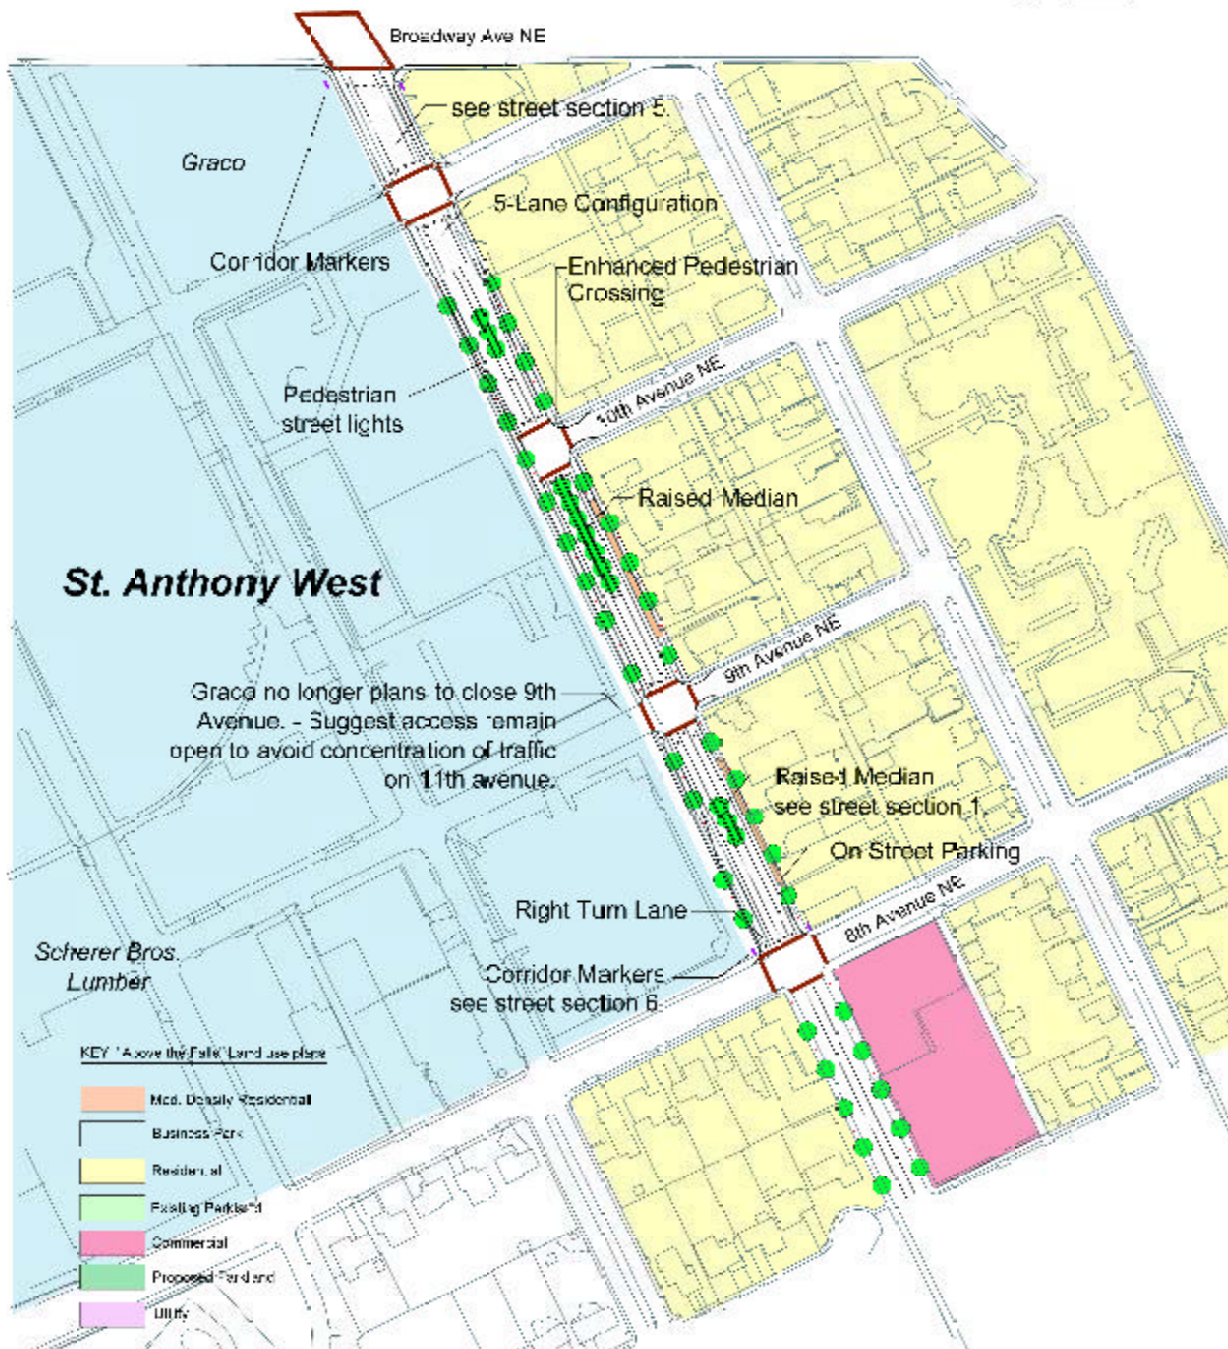 Broadway Ave NE
see street section 5.
Graco
5-Lane Configuration
Corridor Markers
Enhanced Pedestrian
Crossing
10th Avenue NE
Pedestrian
street lights
Raised Median
St. Anthony West
9th Avenue NE
Graco no longer plans to close 9th
Avenue. - Suggest access remain
open to avoid concentration of traffic
on 11th avenue.
Raised Median
see street section 1.
On Street Parking
8th Avenue NE
Right Turn Lane
Scherer Bros.
Lumber
Corridor Markers
see street section 6
KEY "Above the Falls" Land use plans
Med. Density Residential
Business Park
Residential
Existing Parkland
Commercial
Proposed Parkland
Utility